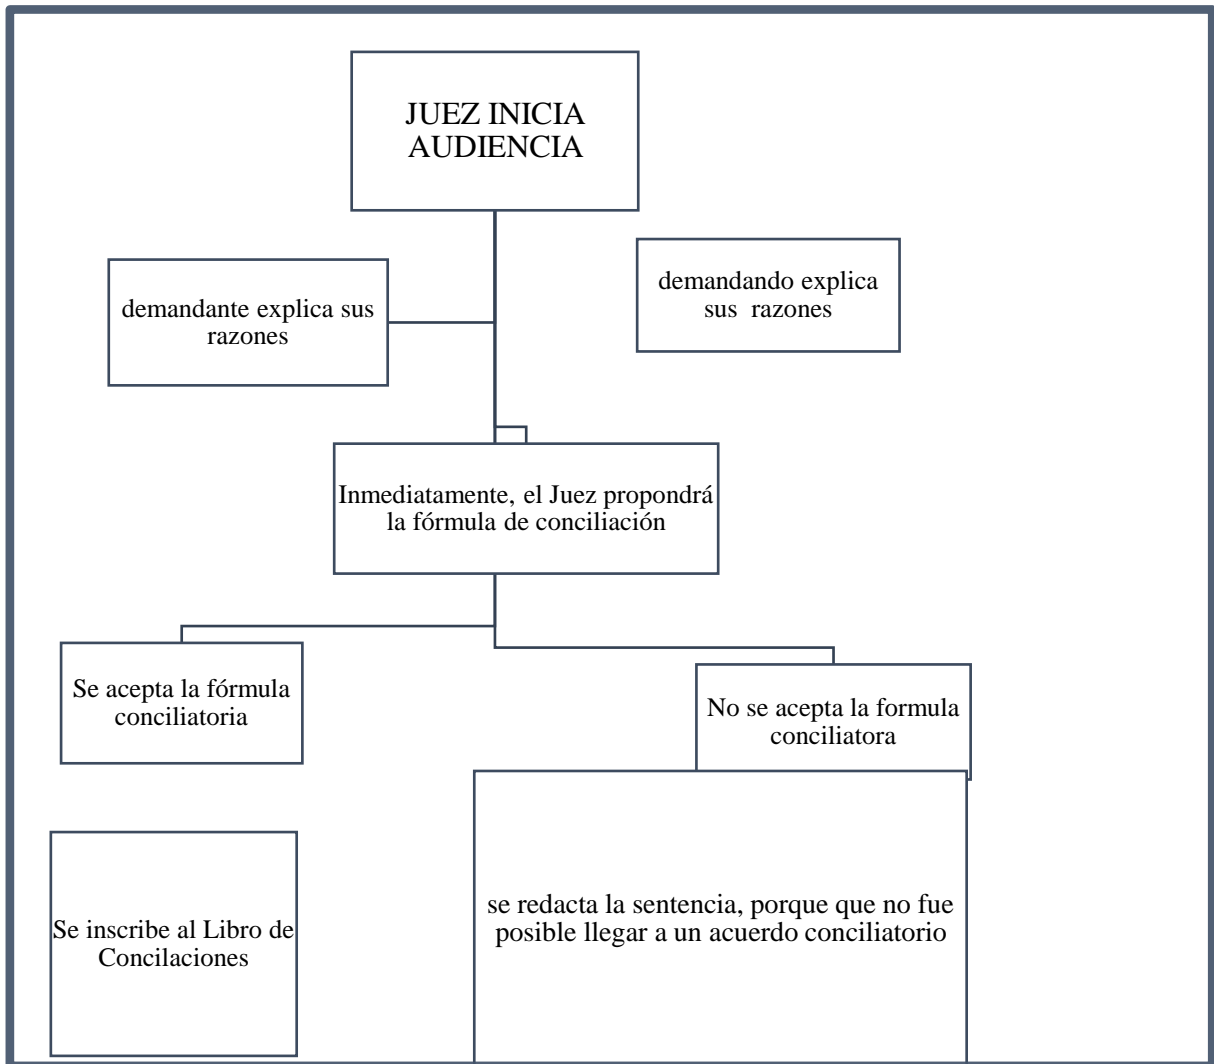 JUEZ INICIA
AUDIENCIA
demandante explica sus
razones
demandando explica
sus razones
Inmediatamente, el Juez propondrá
la fórmula de conciliación
Se acepta la fórmula
conciliatoria
No se acepta la formula
conciliatora
Se inscribe al Libro de
Concilaciones
se redacta la sentencia, porque que no fue
posible llegar a un acuerdo conciliatorio